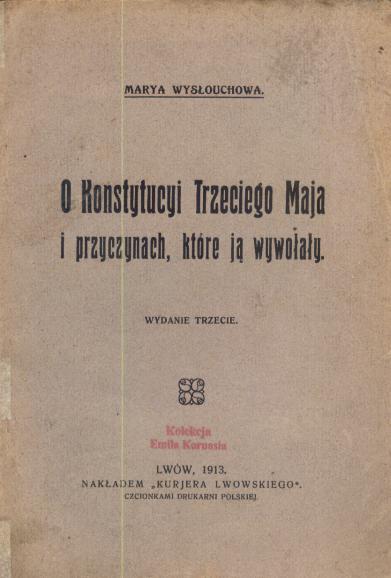 MARYA WYSŁOUCHOWA.
O Konstytucyi Trzeciego Maja
i przyczynach, które ją wywołały.
WYDANIE TRZECIE.
Kolekcja
Emila Kornasia
LWÓW, 1913.
NAKŁADEM „KURJERA LWOWSKIEGO“.
CZCIONKAMI DRUKARNI POLSKIEJ.